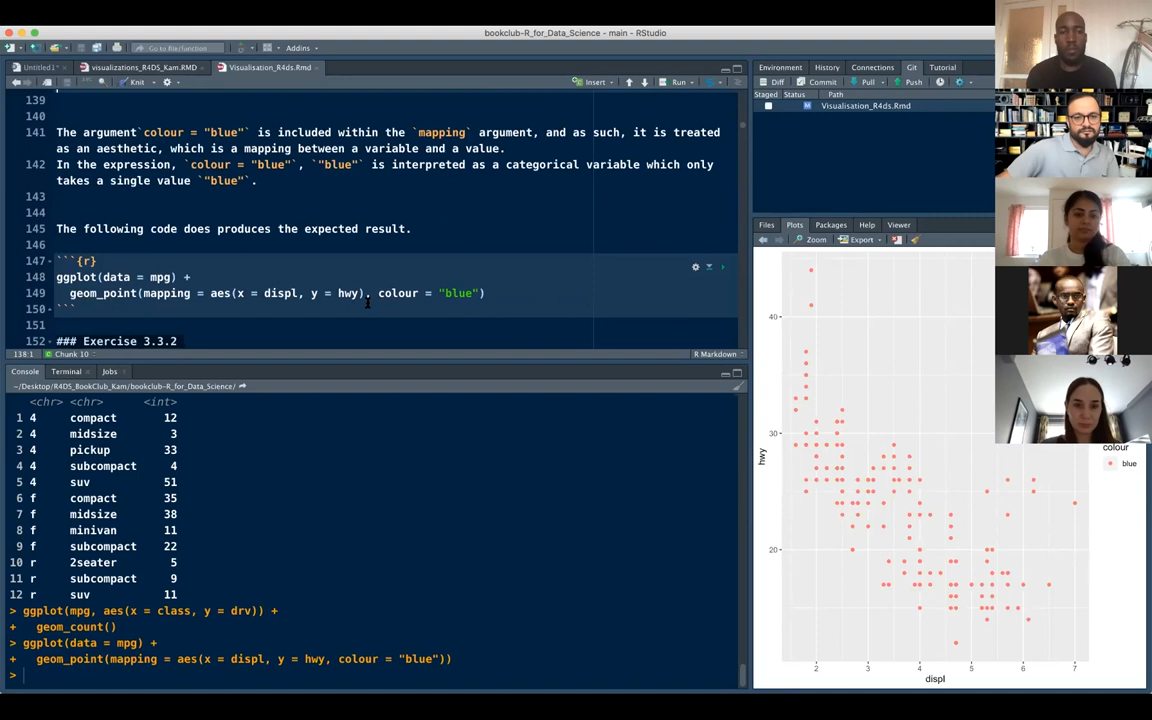 bookclub-R_for_Data_Science - main - RStudio
Go to file/function
Addins
Untitled1*
visualizations_R4DS_Kam.RMD
Visualisation_R4ds.Rmd
Knit
Insert
Run
139
140
141 The argument`colour = "blue"` is included within the `mapping` argument, and as such, it is treated
as an aesthetic, which is a mapping between a variable and a value.
142 In the expression, `colour = "blue"`, `"blue"` is interpreted as a categorical variable which only
takes a single value `"blue"`.
143
144
145 The following code does produces the expected result.
146
147 ```{r}
148 ggplot(data = mpg) +
149 geom_point(mapping = aes(x = displ, y = hwy), colour = "blue")
150 ```
151
152 ### Exercise 3.3.2
138:1 Chunk 10
R Markdown
Console Terminal Jobs
~/Desktop/R4DS_BookClub_Kam/bookclub-R_for_Data_Science/
<chr> <chr> <int>
1 4 compact 12
2 4 midsize 3
3 4 pickup 33
4 4 subcompact 4
5 4 suv 51
6 f compact 35
7 f midsize 38
8 f minivan 11
9 f subcompact 22
10 r 2seater 5
11 r subcompact 9
12 r suv 11
> ggplot(mpg, aes(x = class, y = drv)) +
+ geom_count()
> ggplot(data = mpg) +
+ geom_point(mapping = aes(x = displ, y = hwy, colour = "blue"))
>
Environment History Connections Git Tutorial
Diff Commit Pull Push
Staged Status Path
M Visualisation_R4ds.Rmd
Files Plots Packages Help Viewer
Zoom Export
40
30
20
hwy
2 3 4 5 6 7
displ
colour
blue